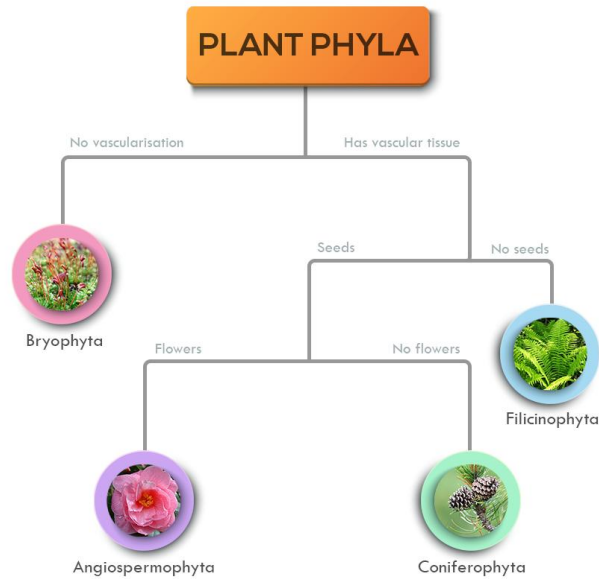 PLANT PHYLA
No vascularisation
Has vascular tissue
Seeds
No seeds
Bryophyta
Flowers
No flowers
Filicinophyta
Angiospermophyta
Coniferophyta